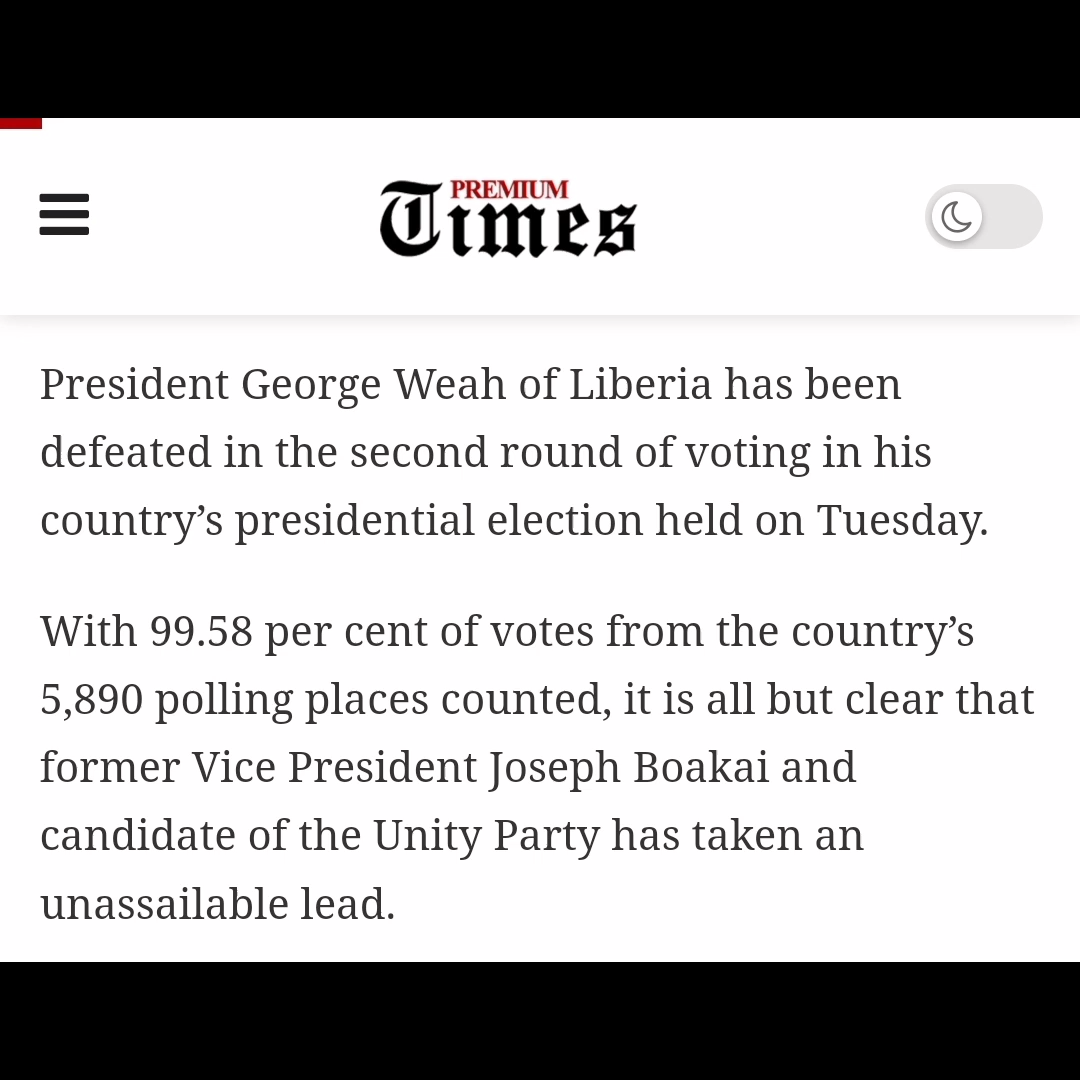 PREMIUM
Times
President George Weah of Liberia has been
defeated in the second round of voting in his
country’s presidential election held on Tuesday.
With 99.58 per cent of votes from the country’s
5,890 polling places counted, it is all but clear that
former Vice President Joseph Boakai and
candidate of the Unity Party has taken an
unassailable lead.